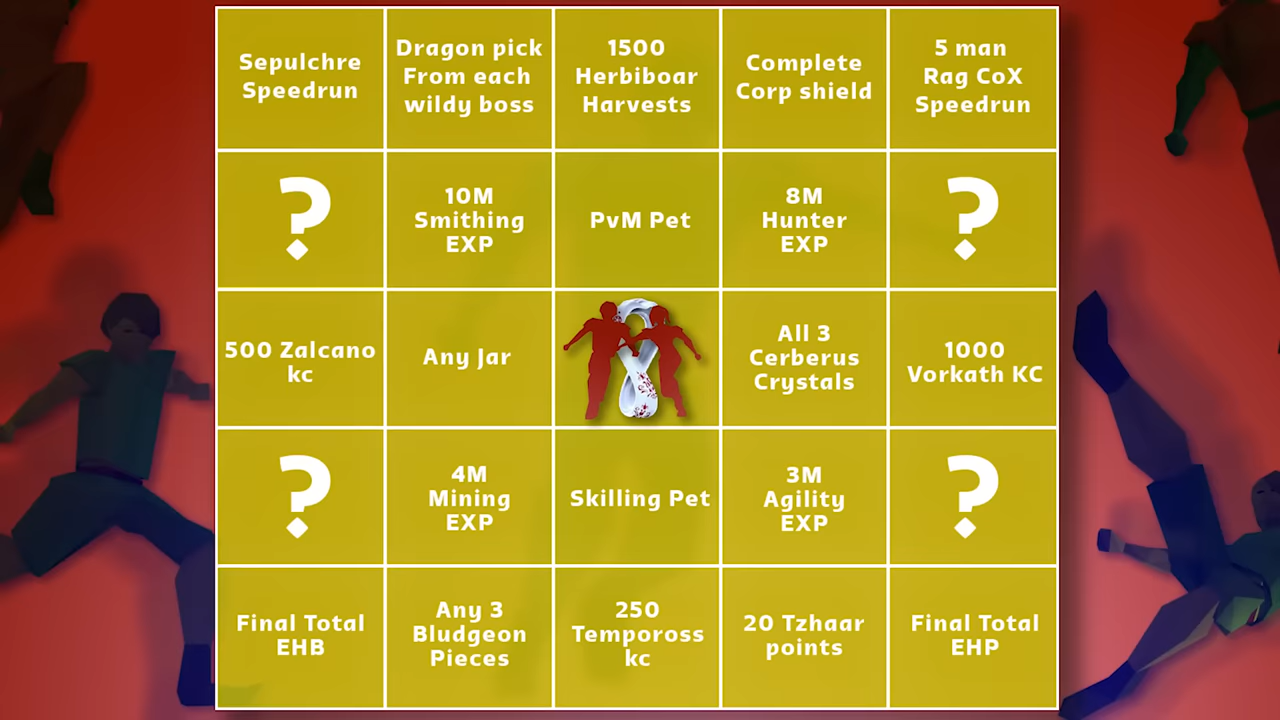 Sepulchre
Speedrun
Dragon pick
From each
wildy boss
1500
Herbiboar
Harvests
Complete
Corp shield
5 man
Rag CoX
Speedrun
?
10M
Smithing
EXP
PvM Pet
8M
Hunter
EXP
?
500 Zalcano
kc
Any Jar
All 3
Cerberus
Crystals
1000
Vorkath KC
?
4M
Mining
EXP
Skilling Pet
3M
Agility
EXP
?
Final Total
EHB
Any 3
Bludgeon
Pieces
250
Tempoross
kc
20 Tzhaar
points
Final Total
EHP